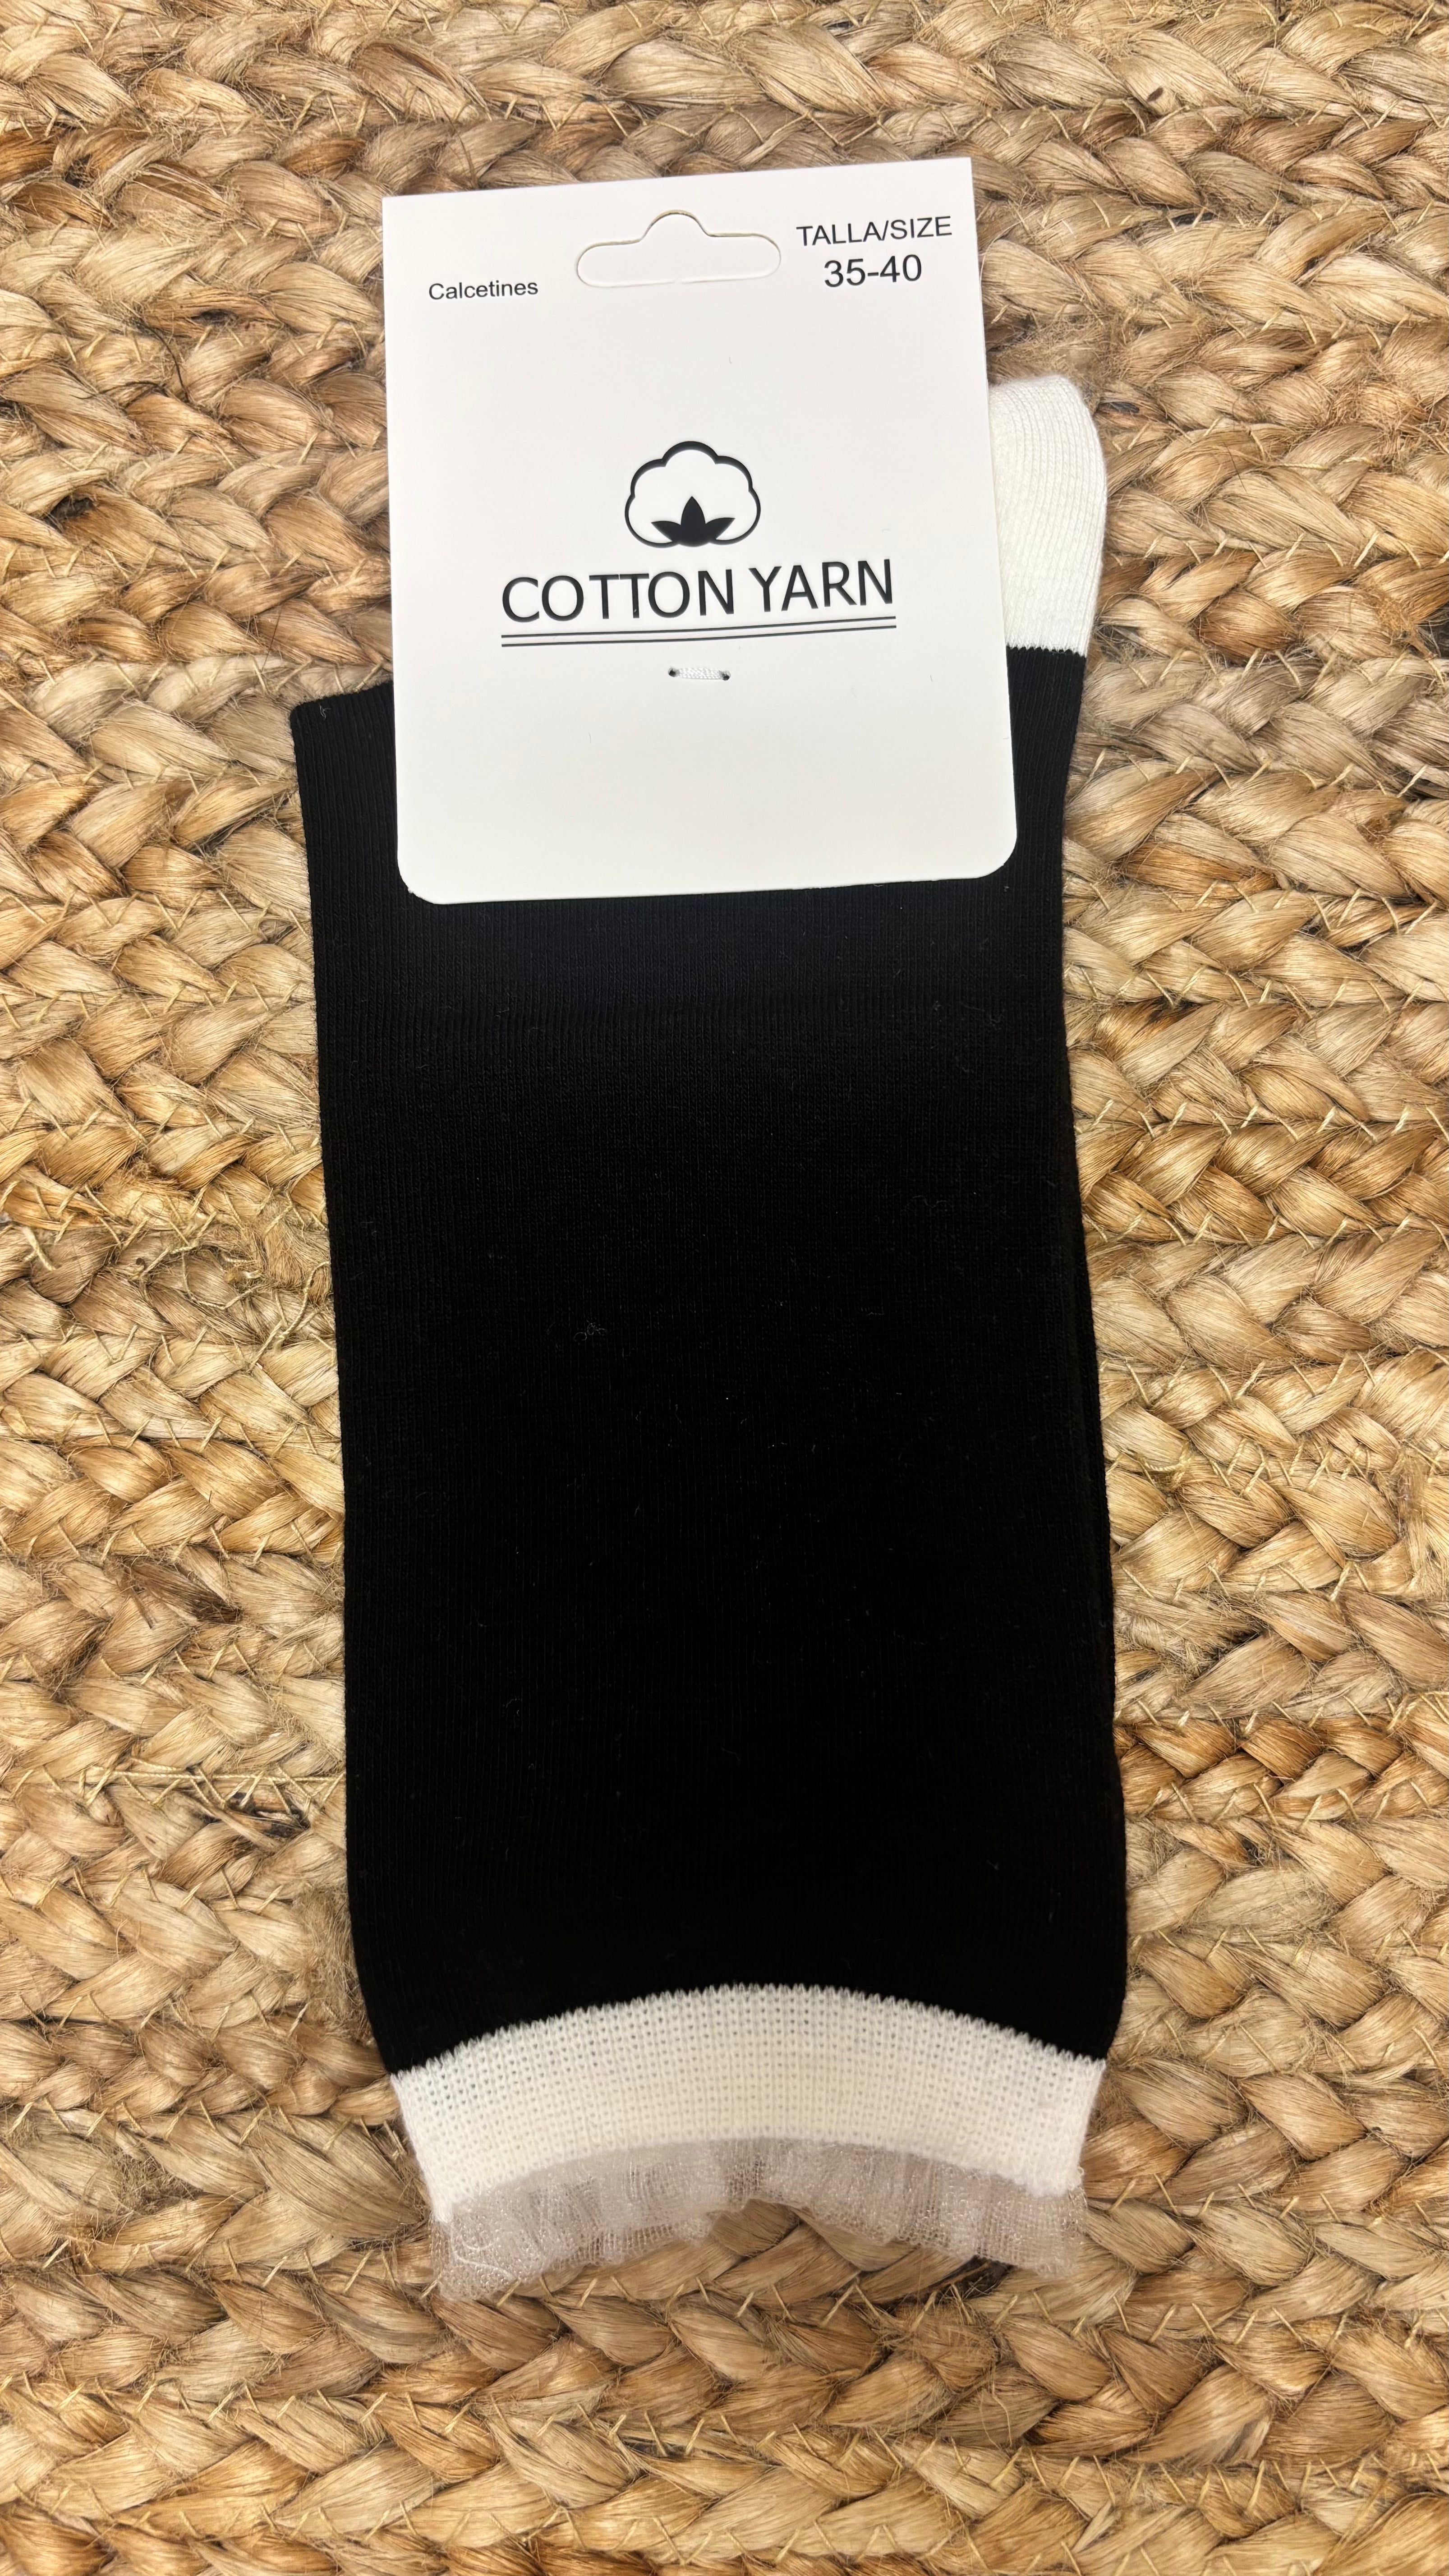 Calcetines
TALLA/SIZE
35-40
COTTON YARN